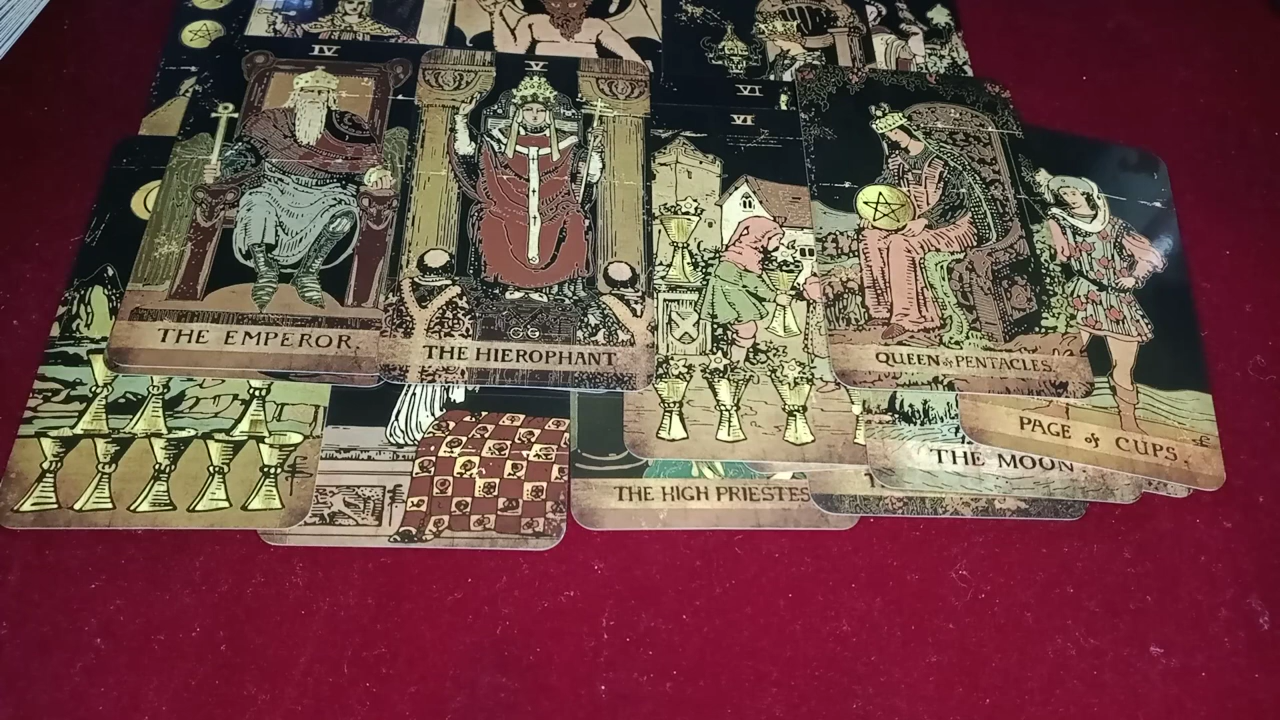 IV
V
VI
VI
THE EMPEROR.
THE HIEROPHANT
QUEEN of PENTACLES.
PAGE of CUPS.
THE MOON.
THE HIGH PRIESTES